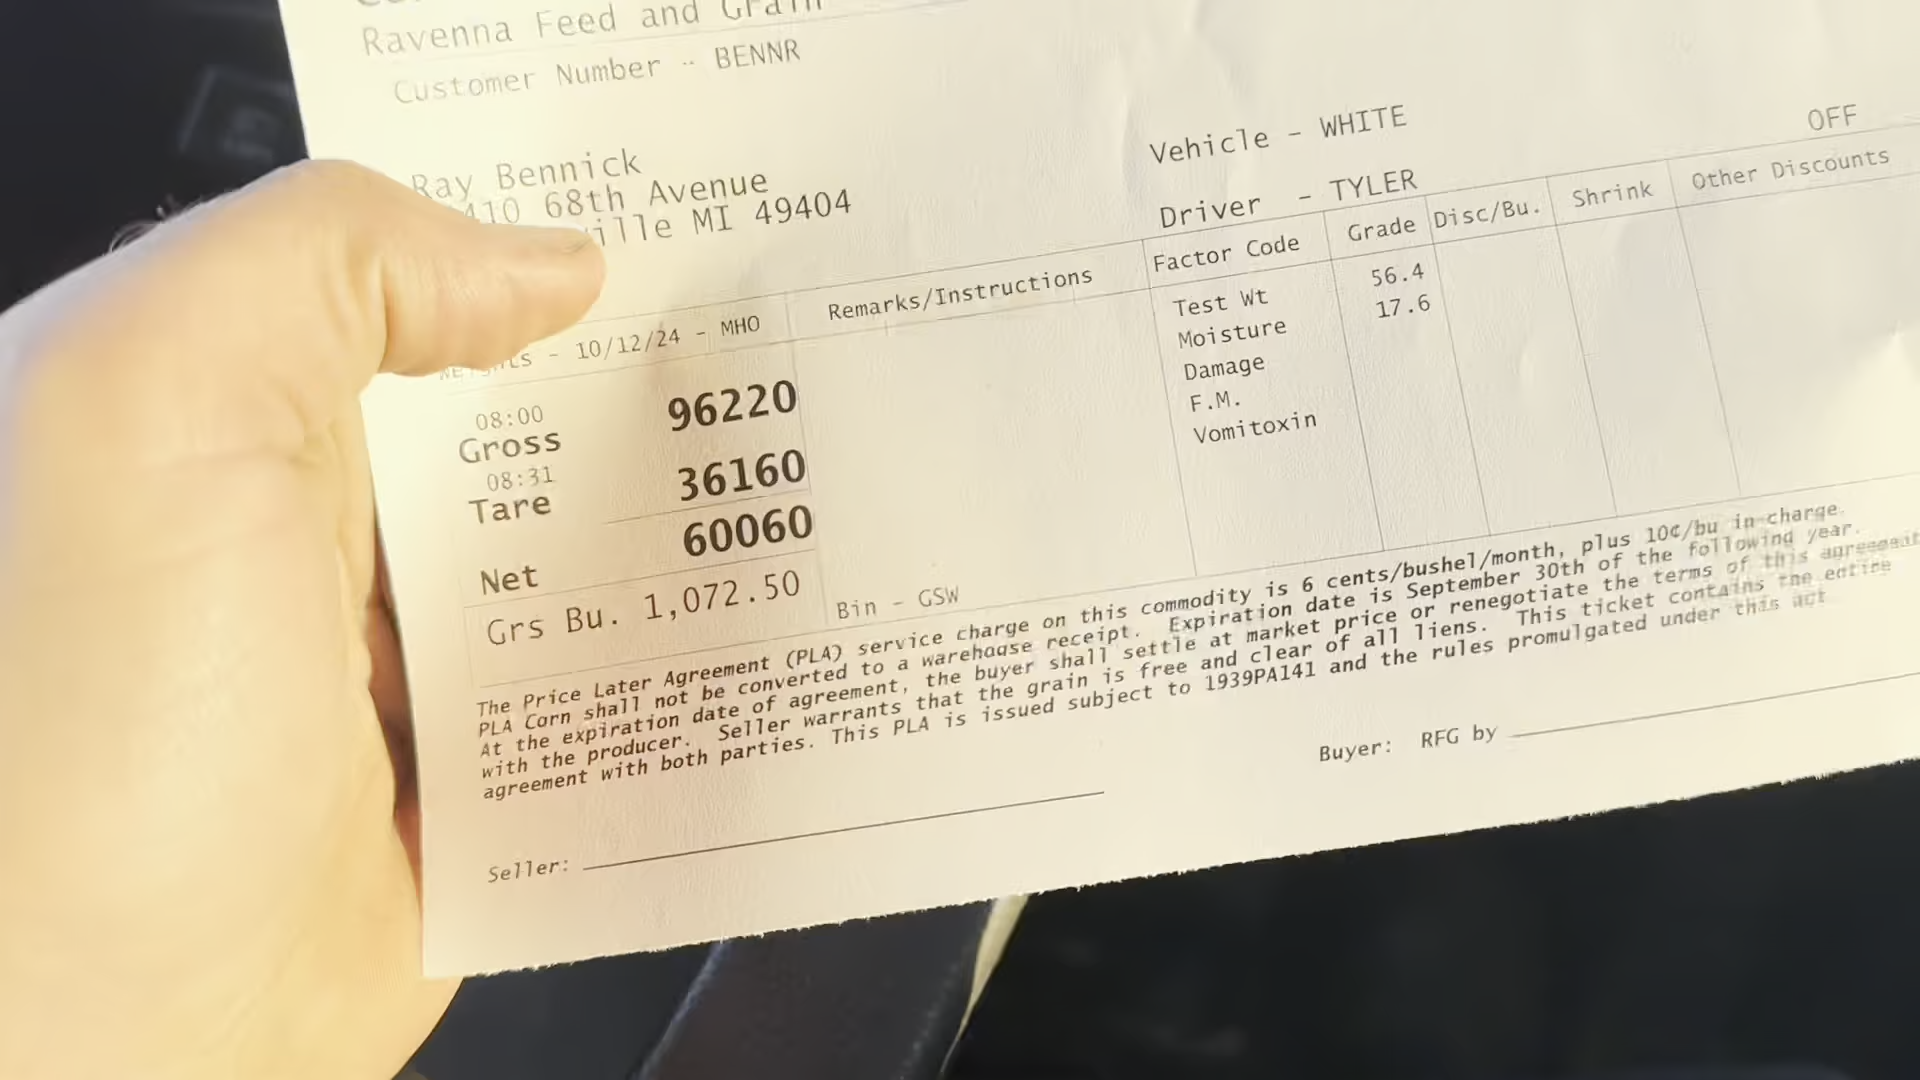 Ravenna Feed and Grain
Customer Number - BENNR
Ray Bennick
410 68th Avenue
ville MI 49404
Vehicle - WHITE
Driver - TYLER
OFF
Factor Code Grade Disc/Bu. Shrink Other Discounts
Test Wt 56.4
Moisture 17.6
Damage
F.M.
Vomitoxin
- 10/12/24 - MHO
Remarks/Instructions
08:00
Gross 96220
08:31
Tare 36160
Net 60060
Grs Bu. 1,072.50
Bin - GSW
The Price Later Agreement (PLA) service charge on this commodity is 6 cents/bushel/month, plus 10¢/bu in-charge.
PLA Corn shall not be converted to a warehouse receipt. Expiration date is September 30th of the following year.
At the expiration date of agreement, the buyer shall settle at market price or renegotiate the terms of this agreement
with the producer. Seller warrants that the grain is free and clear of all liens. This ticket contains the entire
agreement with both parties. This PLA is issued subject to 1939PA141 and the rules promulgated under this act
Seller:
Buyer: RFG by